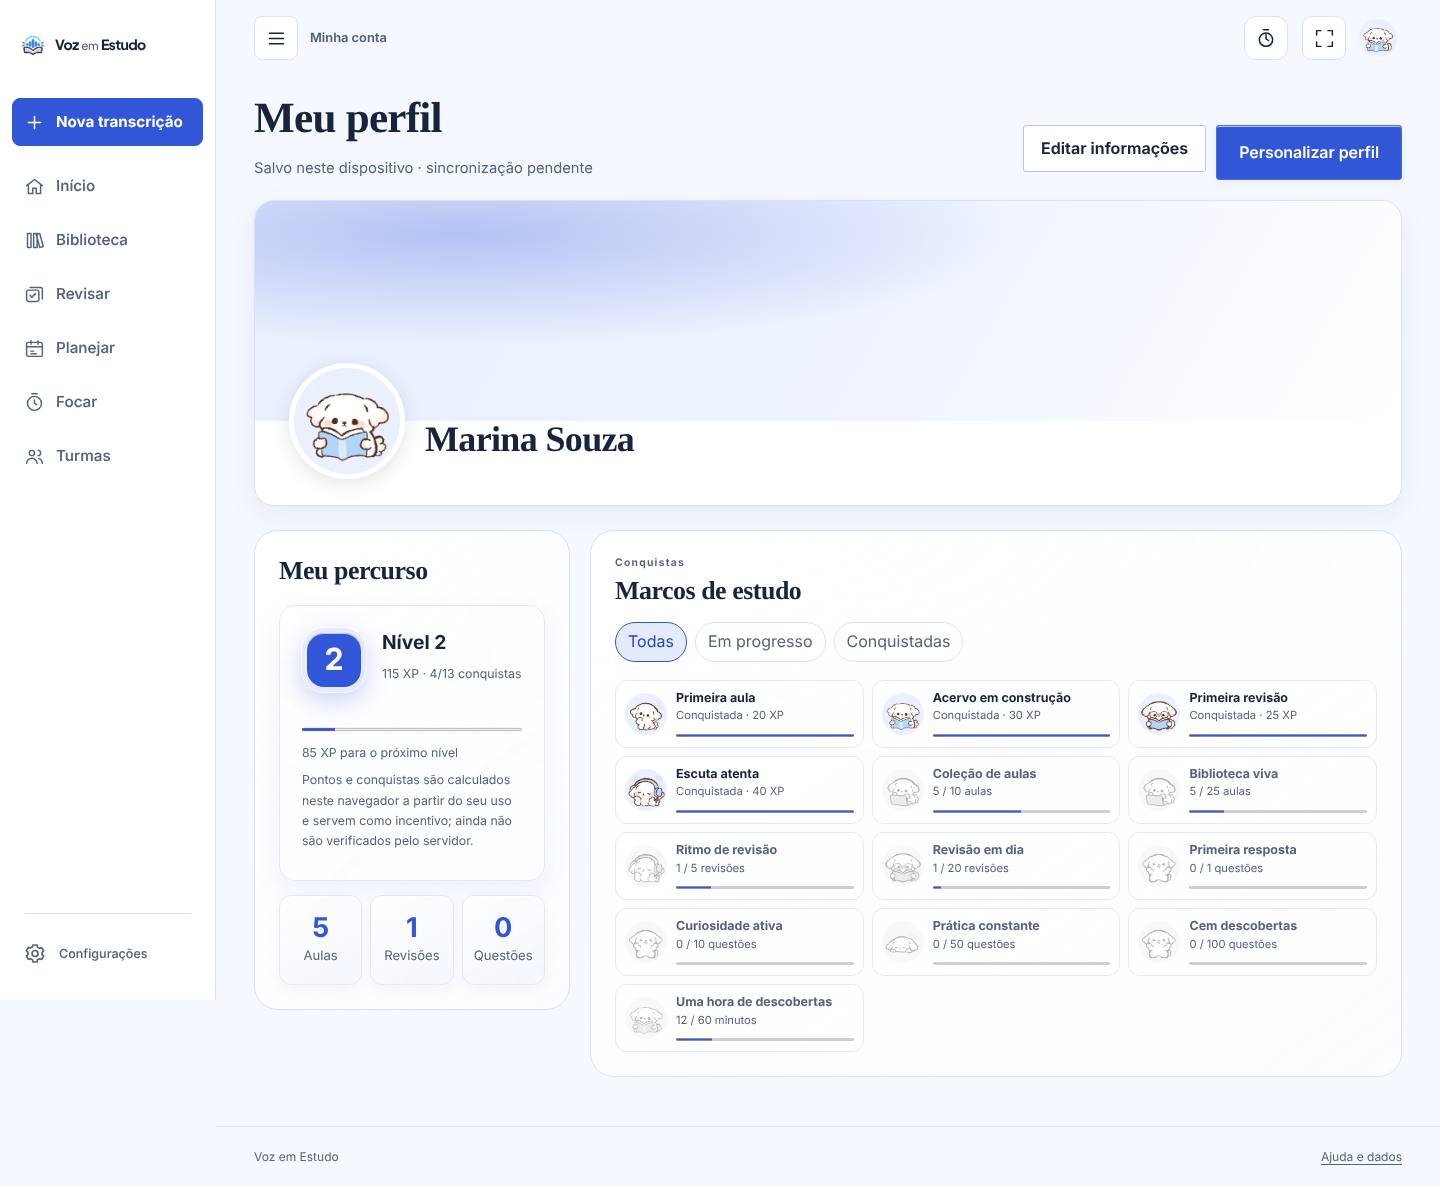 Voz em Estudo
Minha conta
Nova transcrição
Início
Biblioteca
Revisar
Planejar
Focar
Turmas
Configurações
Meu perfil
Salvo neste dispositivo · sincronização pendente
Editar informações
Personalizar perfil
Marina Souza
Meu percurso
2
Nível 2
115 XP · 4/13 conquistas
85 XP para o próximo nível
Pontos e conquistas são calculados
neste navegador a partir do seu uso
e servem como incentivo; ainda não
são verificados pelo servidor.
5
Aulas
1
Revisões
0
Questões
Conquistas
Marcos de estudo
Todas
Em progresso
Conquistadas
Primeira aula
Conquistada · 20 XP
Acervo em construção
Conquistada · 30 XP
Primeira revisão
Conquistada · 25 XP
Escuta atenta
Conquistada · 40 XP
Coleção de aulas
5 / 10 aulas
Biblioteca viva
5 / 25 aulas
Ritmo de revisão
1 / 5 revisões
Revisão em dia
1 / 20 revisões
Primeira resposta
0 / 1 questões
Curiosidade ativa
0 / 10 questões
Prática constante
0 / 50 questões
Cem descobertas
0 / 100 questões
Uma hora de descobertas
12 / 60 minutos
Voz em Estudo
Ajuda e dados